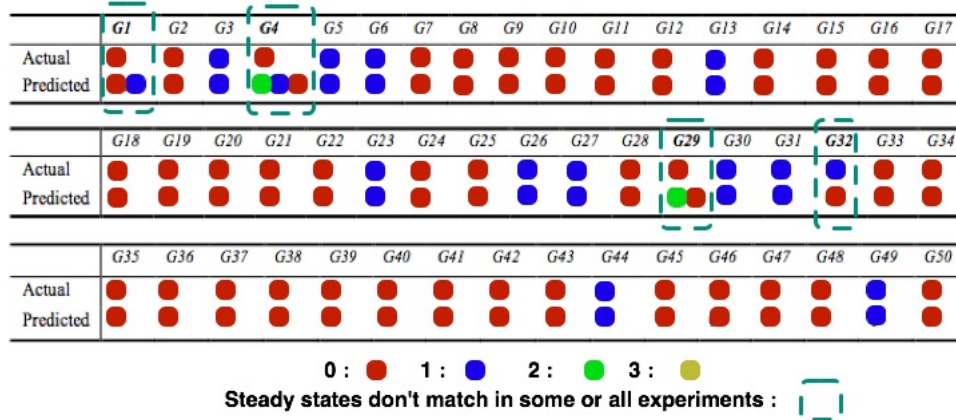 G1 G2 G3 G4 G5 G6 G7 G8 G9 G10 G11 G12 G13 G14 G15 G16 G17
Actual
Predicted
G18 G19 G20 G21 G22 G23 G24 G25 G26 G27 G28 G29 G30 G31 G32 G33 G34
Actual
Predicted
G35 G36 G37 G38 G39 G40 G41 G42 G43 G44 G45 G46 G47 G48 G49 G50
Actual
Predicted
0 : 1 : 2 : 3 :
Steady states don't match in some or all experiments :